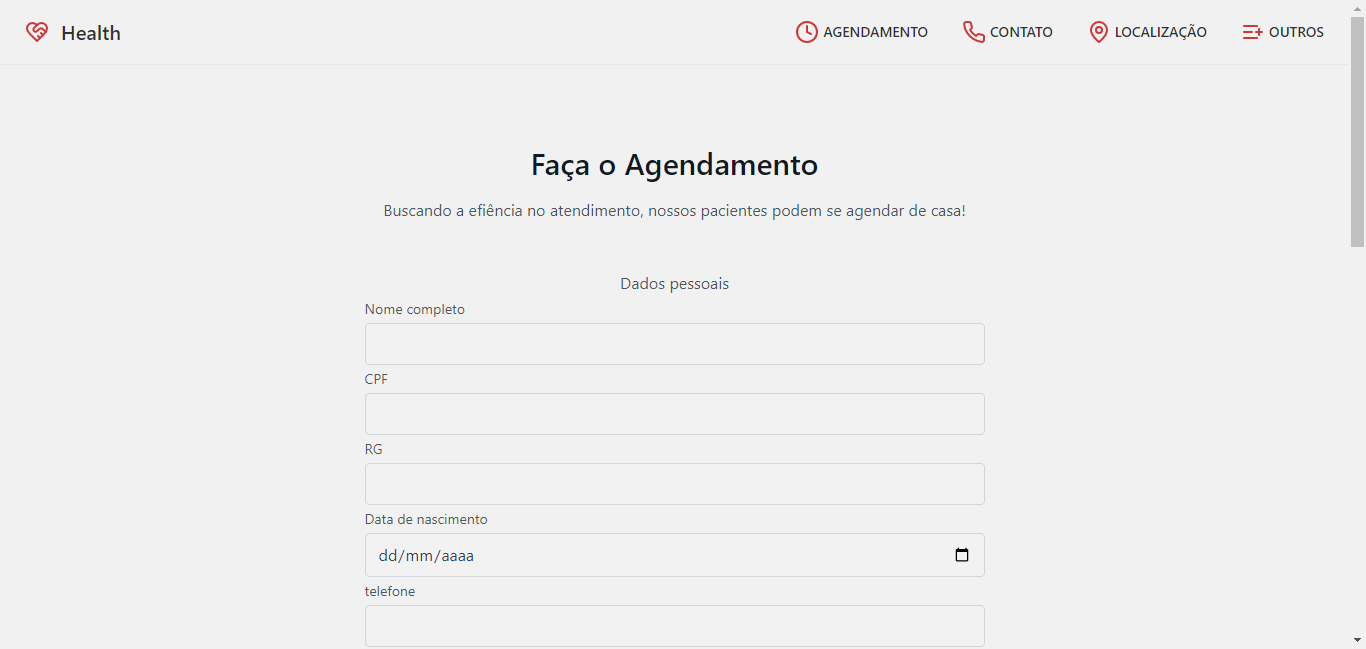 Health
AGENDAMENTO
CONTATO
LOCALIZAÇÃO
OUTROS
Faça o Agendamento
Buscando a efiência no atendimento, nossos pacientes podem se agendar de casa!
Dados pessoais
Nome completo
CPF
RG
Data de nascimento
dd/mm/aaaa
telefone